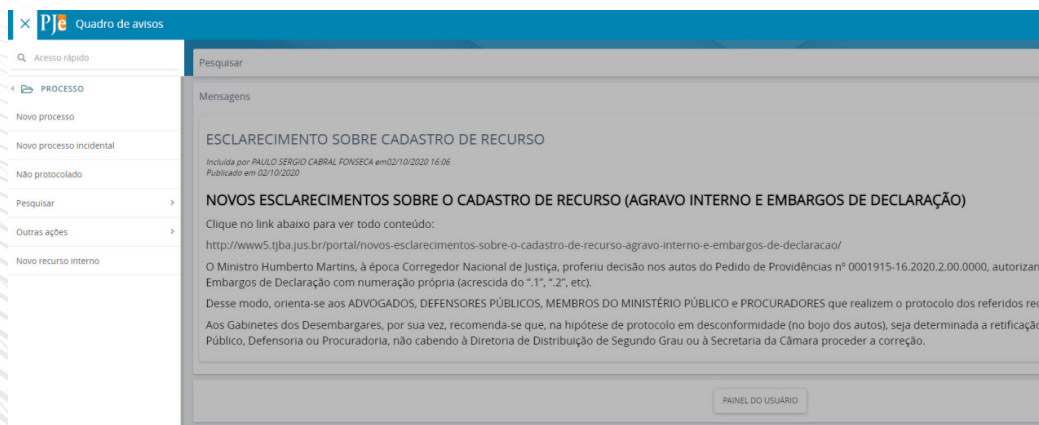 × PJe Quadro de avisos
Acesso rápido
PROCESSO
Novo processo
Novo processo incidental
Não protocolado
Pesquisar
Outras ações
Novo recurso interno
Pesquisar
Mensagens
ESCLARECIMENTO SOBRE CADASTRO DE RECURSO
Incluída por PAULO SERGIO CABRAL FONSECA em02/10/2020 16:06
Publicado em 02/10/2020
NOVOS ESCLARECIMENTOS SOBRE O CADASTRO DE RECURSO (AGRAVO INTERNO E EMBARGOS DE DECLARAÇÃO)
Clique no link abaixo para ver todo conteúdo:
http://www5.tjba.jus.br/portal/novos-esclarecimentos-sobre-o-cadastro-de-recurso-agravo-interno-e-embargos-de-declaracao/
O Ministro Humberto Martins, à época Corregedor Nacional de Justiça, proferiu decisão nos autos do Pedido de Providências nº 0001915-16.2020.2.00.0000, autorizan
Embargos de Declaração com numeração própria (acrescida do ".1", ".2", etc).
Desse modo, orienta-se aos ADVOGADOS, DEFENSORES PÚBLICOS, MEMBROS DO MINISTÉRIO PÚBLICO e PROCURADORES que realizem o protocolo dos referidos rec
Aos Gabinetes dos Desembargares, por sua vez, recomenda-se que, na hipótese de protocolo em desconformidade (no bojo dos autos), seja determinada a retificação
Público, Defensoria ou Procuradoria, não cabendo à Diretoria de Distribuição de Segundo Grau ou à Secretaria da Câmara proceder a correção.
PAINEL DO USUÁRIO